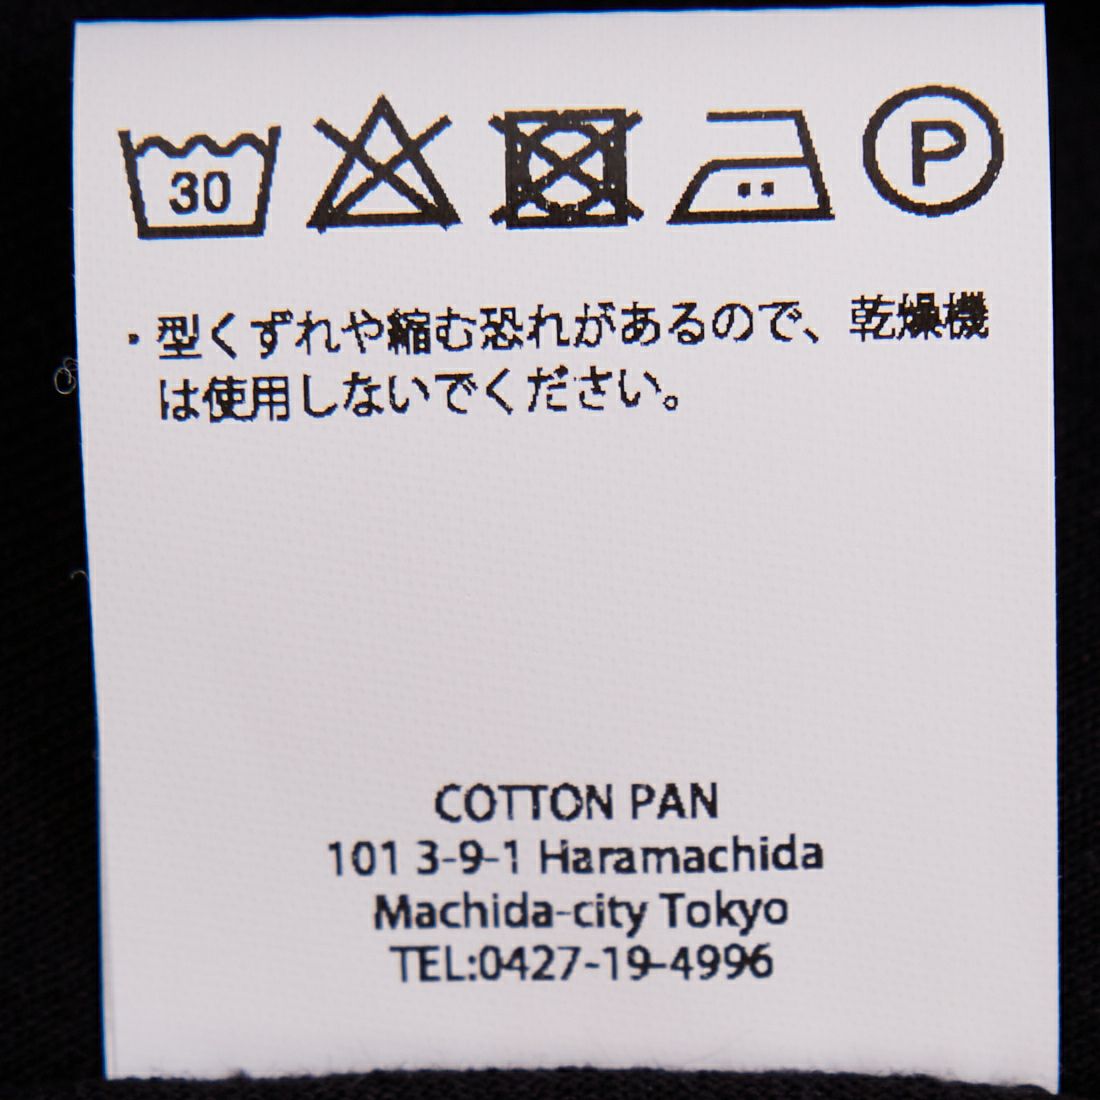 30
P
・型くずれや縮む恐れがあるので、乾燥機
は使用しないでください。
COTTON PAN
101 3-9-1 Haramachida
Machida-city Tokyo
TEL:0427-19-4996